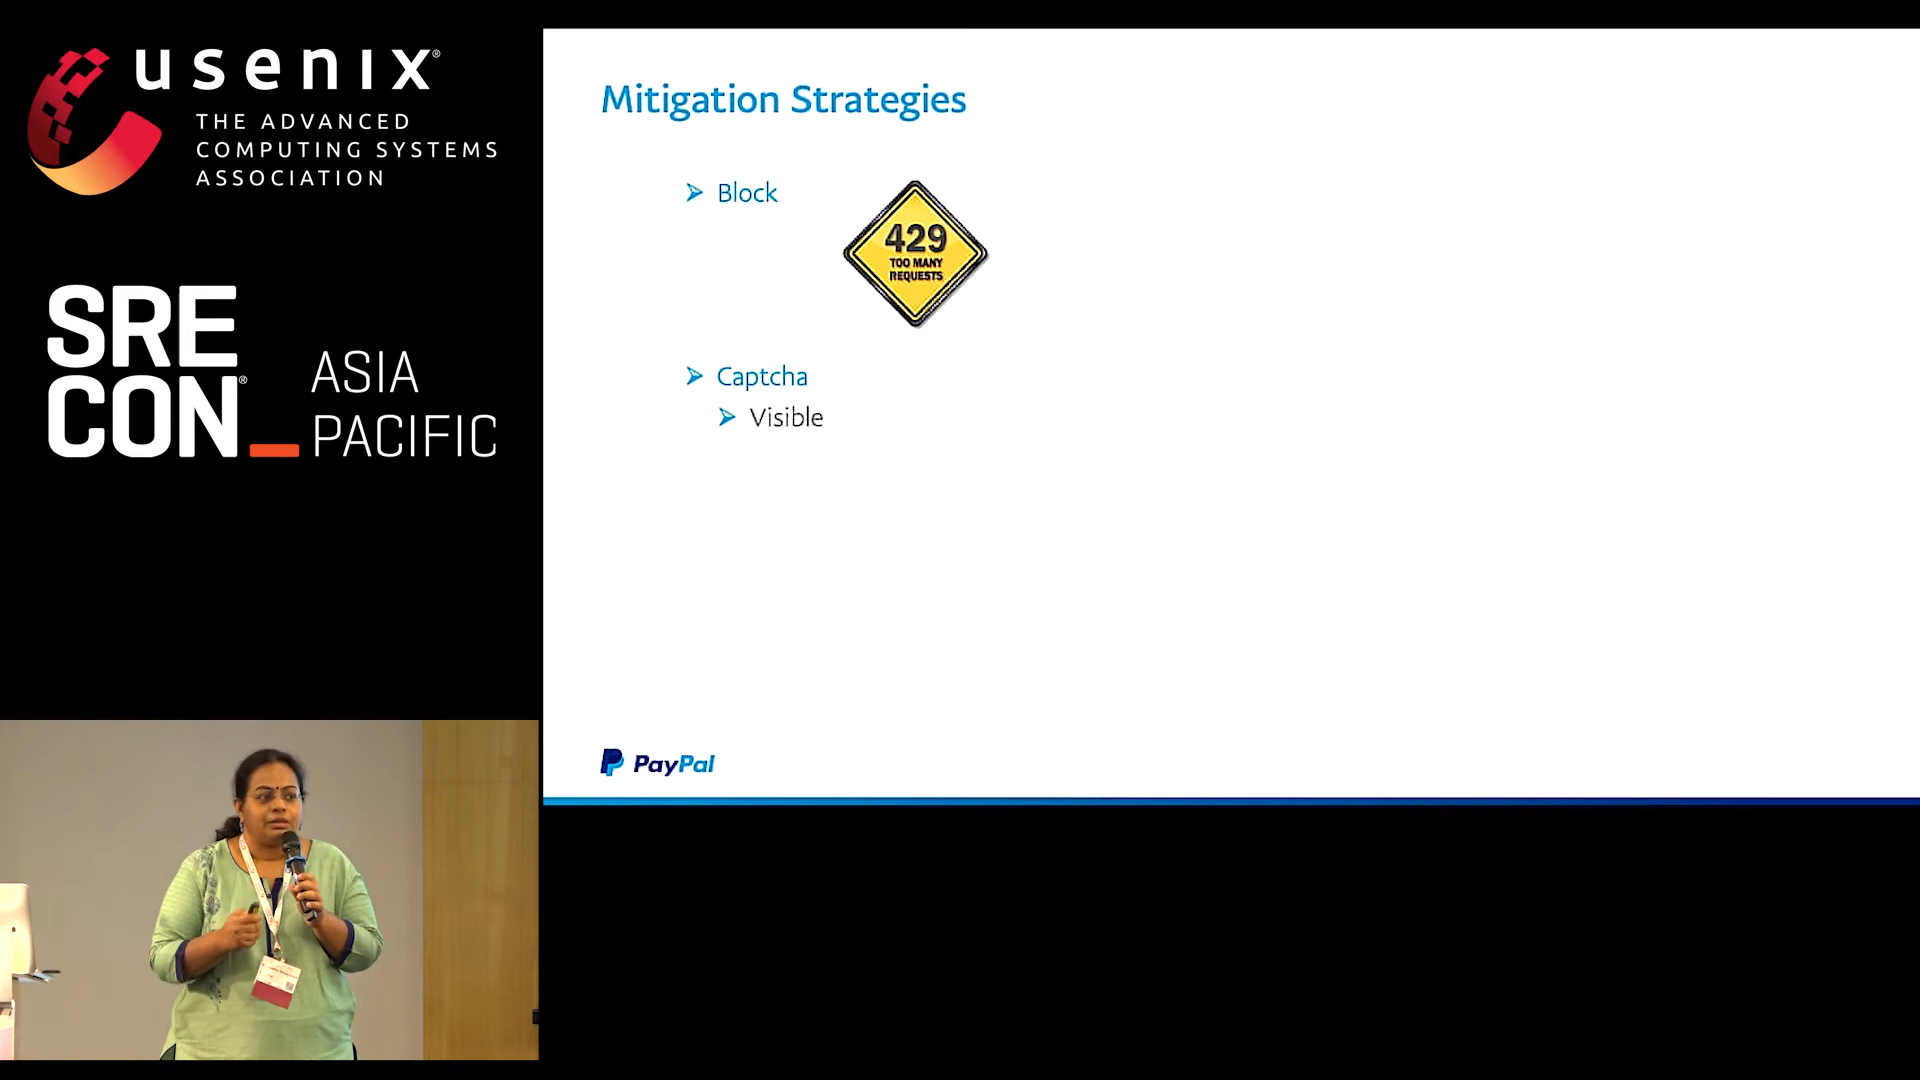 usenix®
THE ADVANCED
COMPUTING SYSTEMS
ASSOCIATION
SRE
CON®
ASIA
PACIFIC
Mitigation Strategies
Block
429
TOO MANY
REQUESTS
Captcha
Visible
PayPal